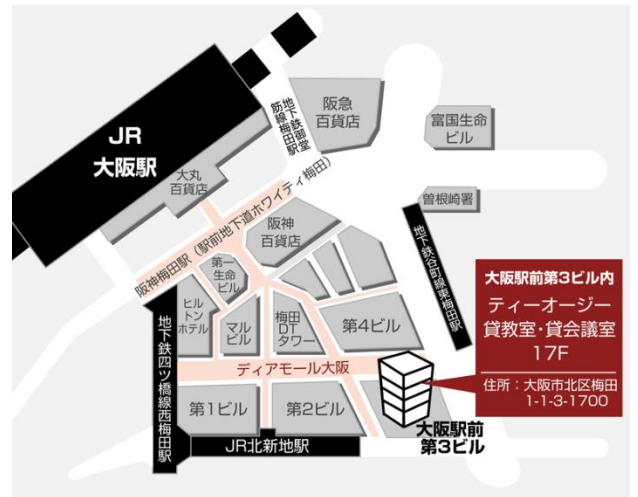 JR
大阪駅
地下鉄御堂
筋線梅田駅
阪急
百貨店
富国生命
ビル
大丸
百貨店
曽根崎署
阪神梅田駅（駅前地下道ホワイティ梅田）
阪神
百貨店
地下鉄谷町線東梅田駅
第一
生命
ビル
ヒル
トン
ホテル
マル
ビル
梅田
DT
タワー
第4ビル
地下鉄四ツ橋線西梅田駅
ディアモール大阪
第1ビル
第2ビル
JR北新地駅
大阪駅前
第3ビル
大阪駅前第3ビル内
ティーオージー
貸教室・貸会議室
17F
住所：大阪市北区梅田
1-1-3-1700